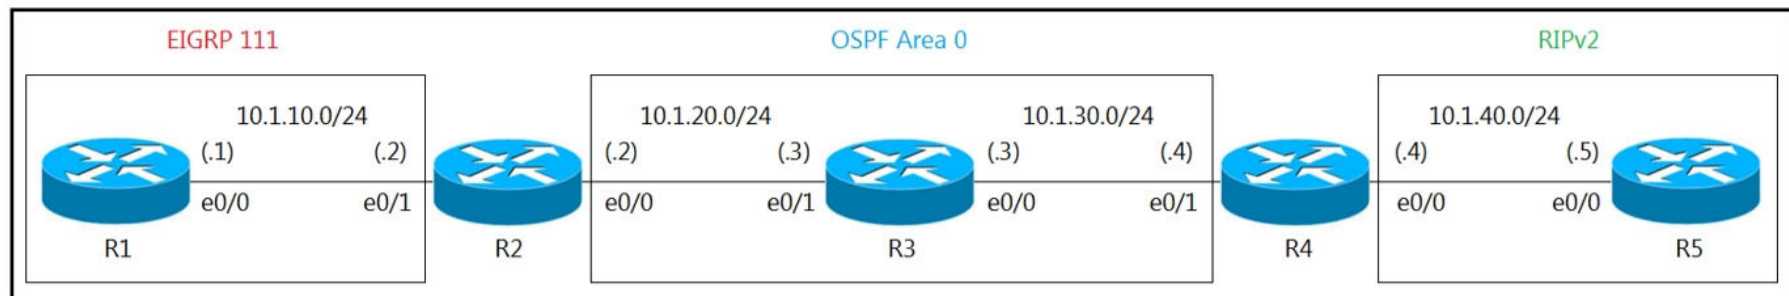 EIGRP 111
OSPF Area 0
RIPv2
10.1.10.0/24
10.1.20.0/24
10.1.30.0/24
10.1.40.0/24
(.1)
(.2)
(.2)
(.3)
(.3)
(.4)
(.4)
(.5)
e0/0
e0/1
e0/0
e0/1
e0/0
e0/1
e0/0
e0/0
R1
R2
R3
R4
R5